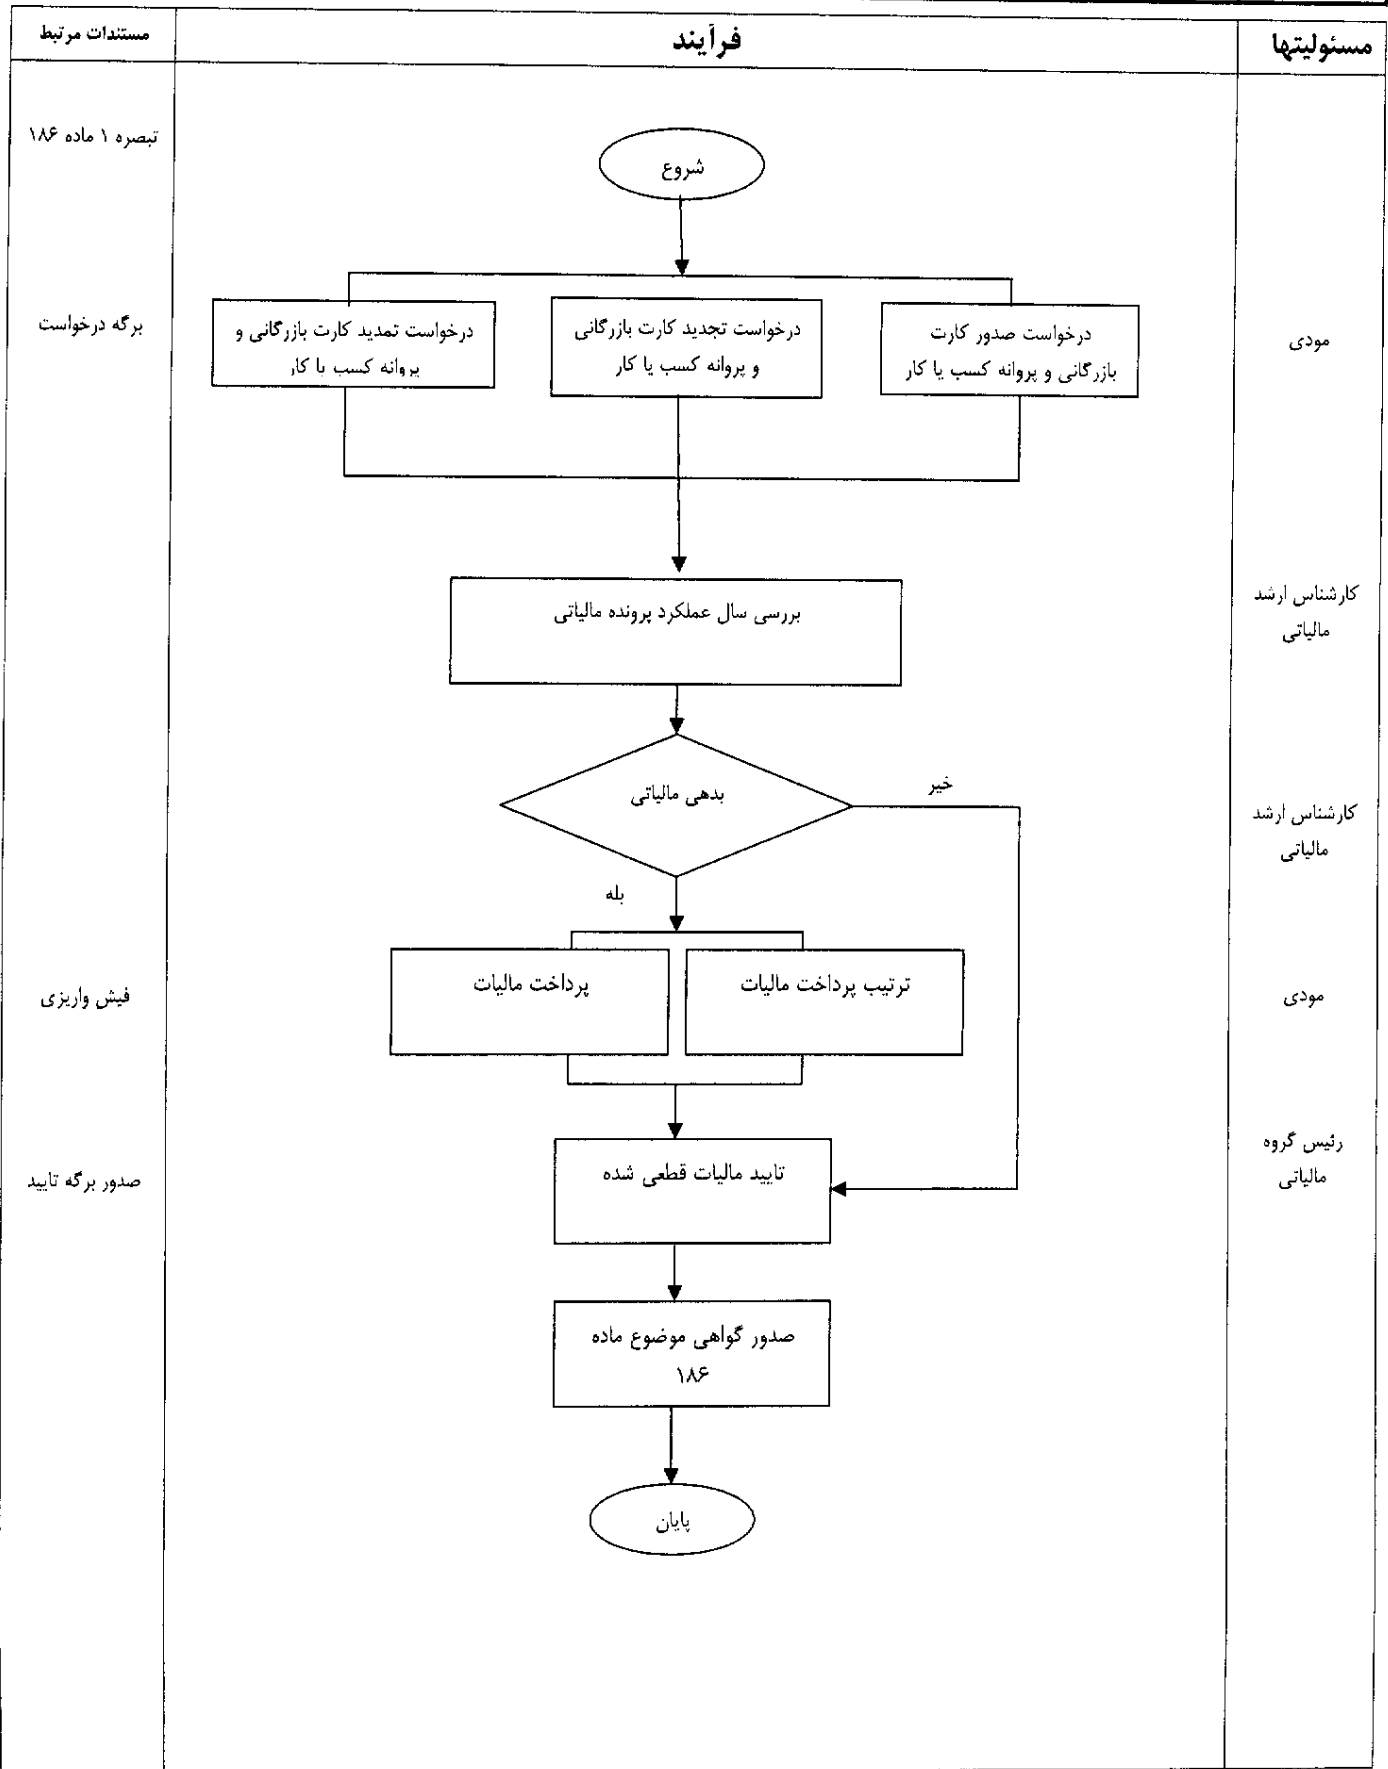 مسئولیتها
فرآیند
مستندات مرتبط
تبصره ۱ ماده ۱۸۶
شروع
مودی
درخواست صدور کارت
بازرگانی و پروانه کسب یا کار
درخواست تجدید کارت بازرگانی
و پروانه کسب یا کار
درخواست تمدید کارت بازرگانی و
پروانه کسب یا کار
برگه درخواست
کارشناس ارشد
مالیاتی
بررسی سال عملکرد پرونده مالیاتی
کارشناس ارشد
مالیاتی
بدهی مالیاتی
خیر
بله
مودی
ترتیب پرداخت مالیات
پرداخت مالیات
فیش واریزی
رئیس گروه
مالیاتی
تایید مالیات قطعی شده
صدور برگه تایید
صدور گواهی موضوع ماده
۱۸۶
پایان